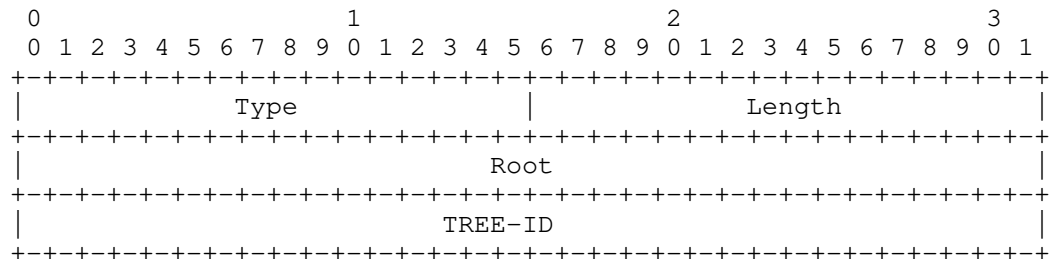 0                   1                   2                   3
 0 1 2 3 4 5 6 7 8 9 0 1 2 3 4 5 6 7 8 9 0 1 2 3 4 5 6 7 8 9 0 1
+-+-+-+-+-+-+-+-+-+-+-+-+-+-+-+-+-+-+-+-+-+-+-+-+-+-+-+-+-+-+-+-+
|             Type              |             Length            |
+-+-+-+-+-+-+-+-+-+-+-+-+-+-+-+-+-+-+-+-+-+-+-+-+-+-+-+-+-+-+-+-+
|                             Root                              |
+-+-+-+-+-+-+-+-+-+-+-+-+-+-+-+-+-+-+-+-+-+-+-+-+-+-+-+-+-+-+-+-+
|                          TREE-ID                              |
+-+-+-+-+-+-+-+-+-+-+-+-+-+-+-+-+-+-+-+-+-+-+-+-+-+-+-+-+-+-+-+-+